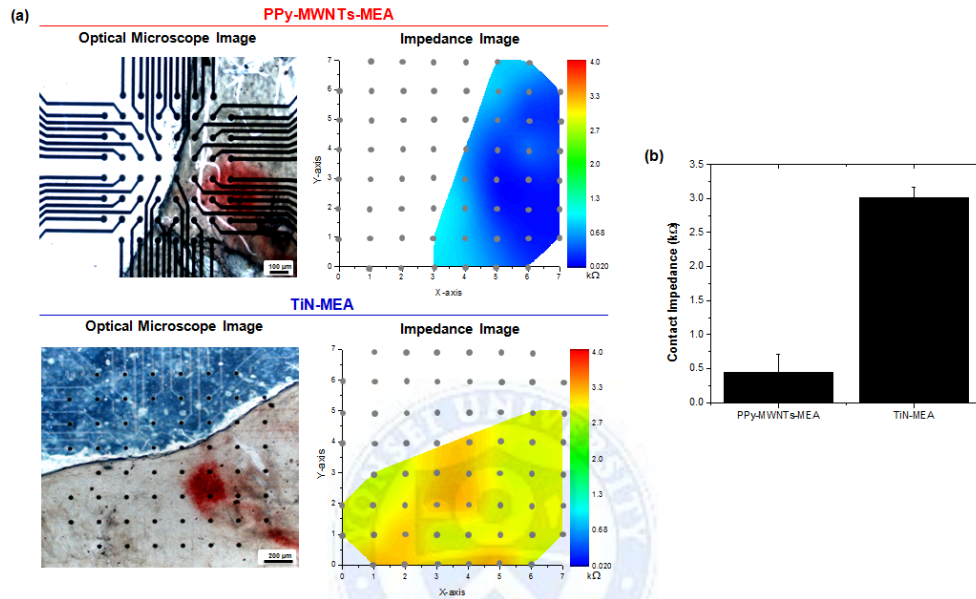 (a)
PPy-MWNTs-MEA
Optical Microscope Image
Impedance Image
100 μm
7
6
5
4
3
2
1
0
Y-axis
0 1 2 3 4 5 6 7
X-axis
4.0
3.3
2.7
2.0
1.3
0.68
0.020
kΩ
TiN-MEA
Optical Microscope Image
Impedance Image
200 μm
7
6
5
4
3
2
1
0
Y-axis
0 1 2 3 4 5 6 7
X-axis
4.0
3.3
2.7
2.0
1.3
0.68
0.020
kΩ
(b)
Contact Impedance (kΩ)
3.5
3.0
2.5
2.0
1.5
1.0
0.5
0.0
PPy-MWNTs-MEA
TiN-MEA